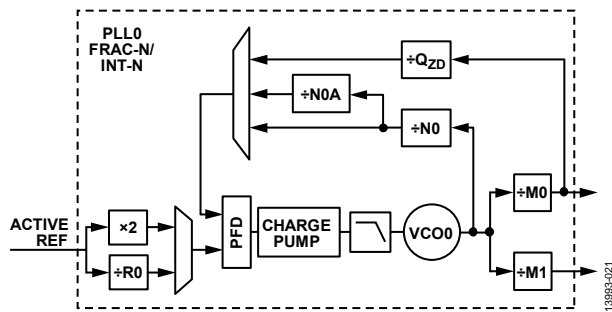 PLL0
FRAC-N/
INT-N
÷QZD
÷N0A
÷N0
÷M0
ACTIVE
REF
×2
÷R0
PFD
CHARGE
PUMP
VCO0
÷M1
13993-021